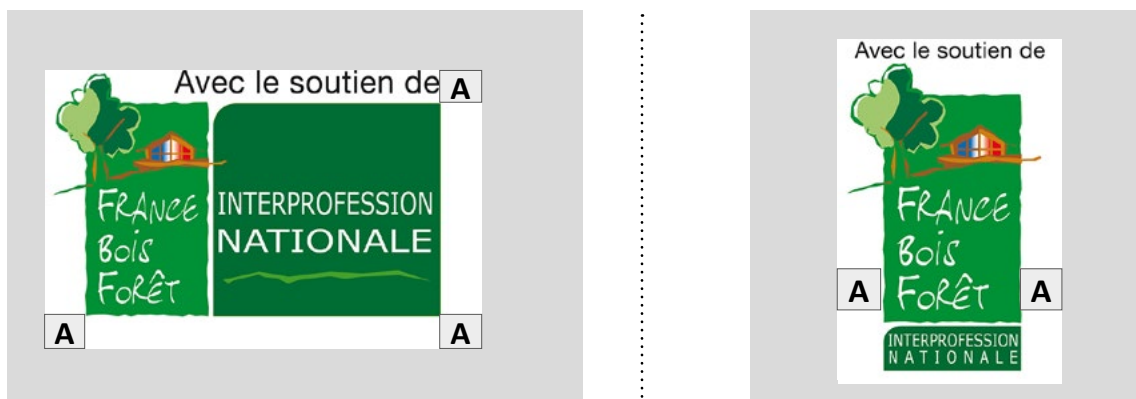 Avec le soutien de
A
FRANCE
BOIS
FORÊT
INTERPROFESSION
NATIONALE
A
A
Avec le soutien de
FRANCE
BOIS
FORÊT
A
A
INTERPROFESSION
NATIONALE